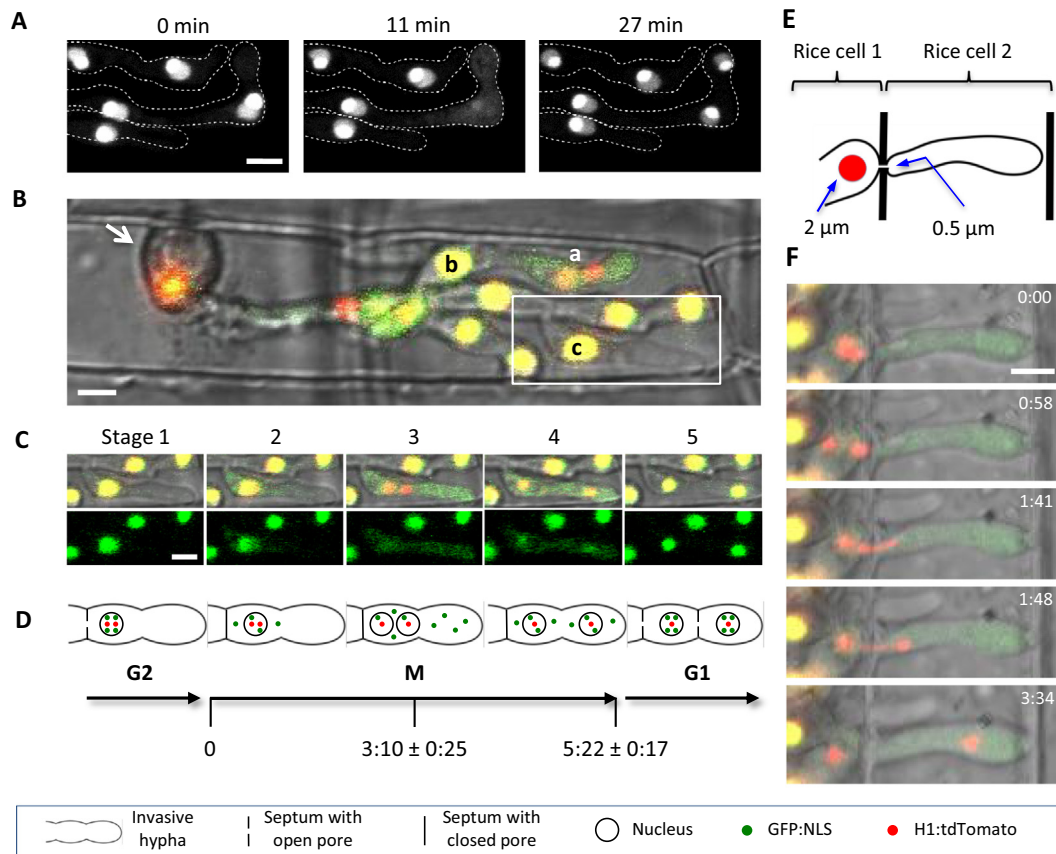 A
0 min 11 min 27 min
B
a
b
c
C
Stage 1 2 3 4 5
D
G2 M G1
0 3:10 ± 0:25 5:22 ± 0:17
E
Rice cell 1 Rice cell 2
2 µm 0.5 µm
F
0:00
0:58
1:41
1:48
3:34
Invasive hypha
Septum with open pore
Septum with closed pore
Nucleus
GFP:NLS
H1:tdTomato